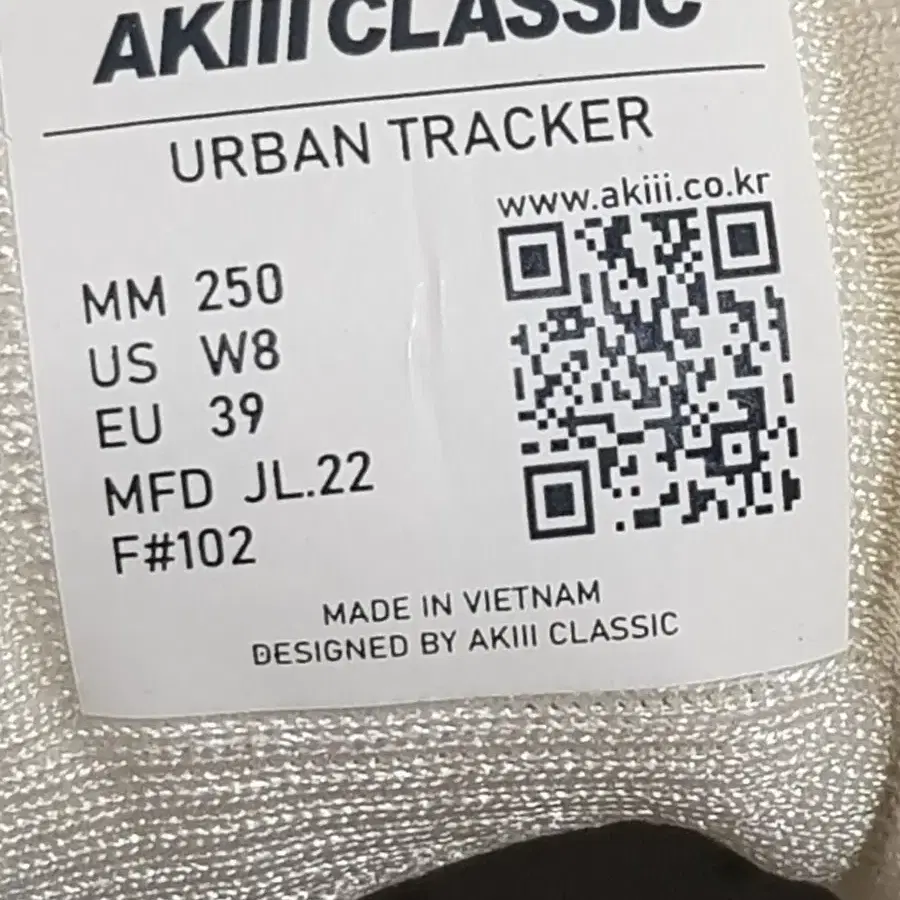 AKIII CLASSIC
URBAN TRACKER
www.akiii.co.kr
MM 250
US W8
EU 39
MFD JL.22
F#102
MADE IN VIETNAM
DESIGNED BY AKIII CLASSIC